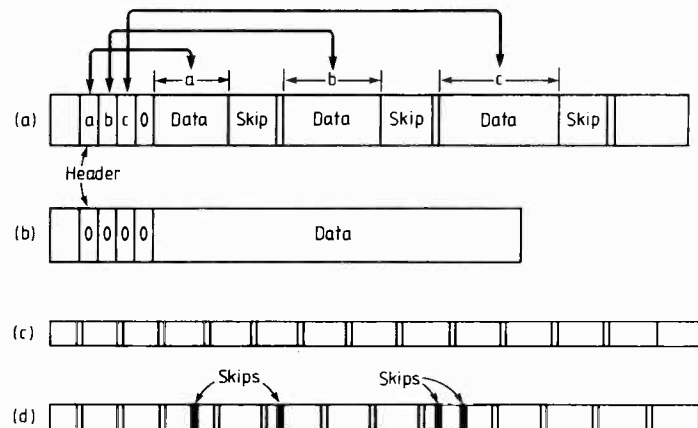 a b c
(a) a b c 0 Data Skip Data Skip Data Skip
Header
(b) 0 0 0 0 Data
(c)
Skips Skips
(d)